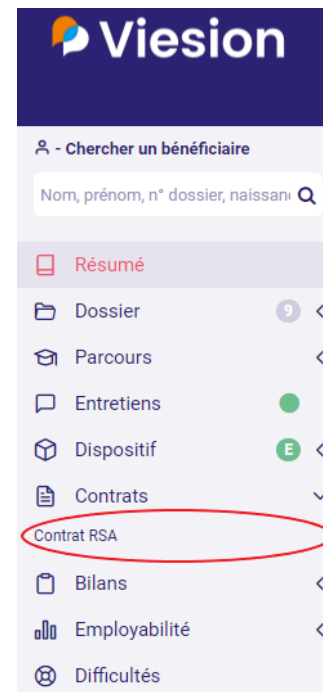 Viesion
- Chercher un bénéficiaire
Nom, prénom, n° dossier, naissan
Résumé
Dossier 9
Parcours
Entretiens
Dispositif E
Contrats
Contrat RSA
Bilans
Employabilité
Difficultés